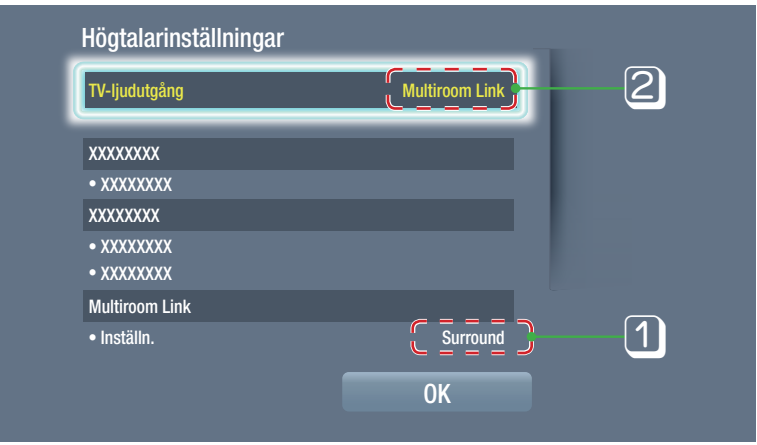 Högtalarinställningar
TV-ljudutgång Multiroom Link
2
XXXXXXXX
• XXXXXXXX
XXXXXXXX
• XXXXXXXX
• XXXXXXXX
Multiroom Link
• Inställn. Surround
1
OK